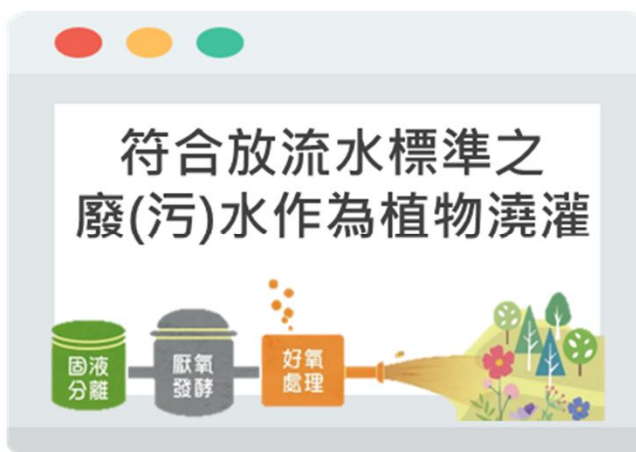 符合放流水標準之
廢(污)水作為植物澆灌
固液
分離
厭氧
發酵
好氧
處理